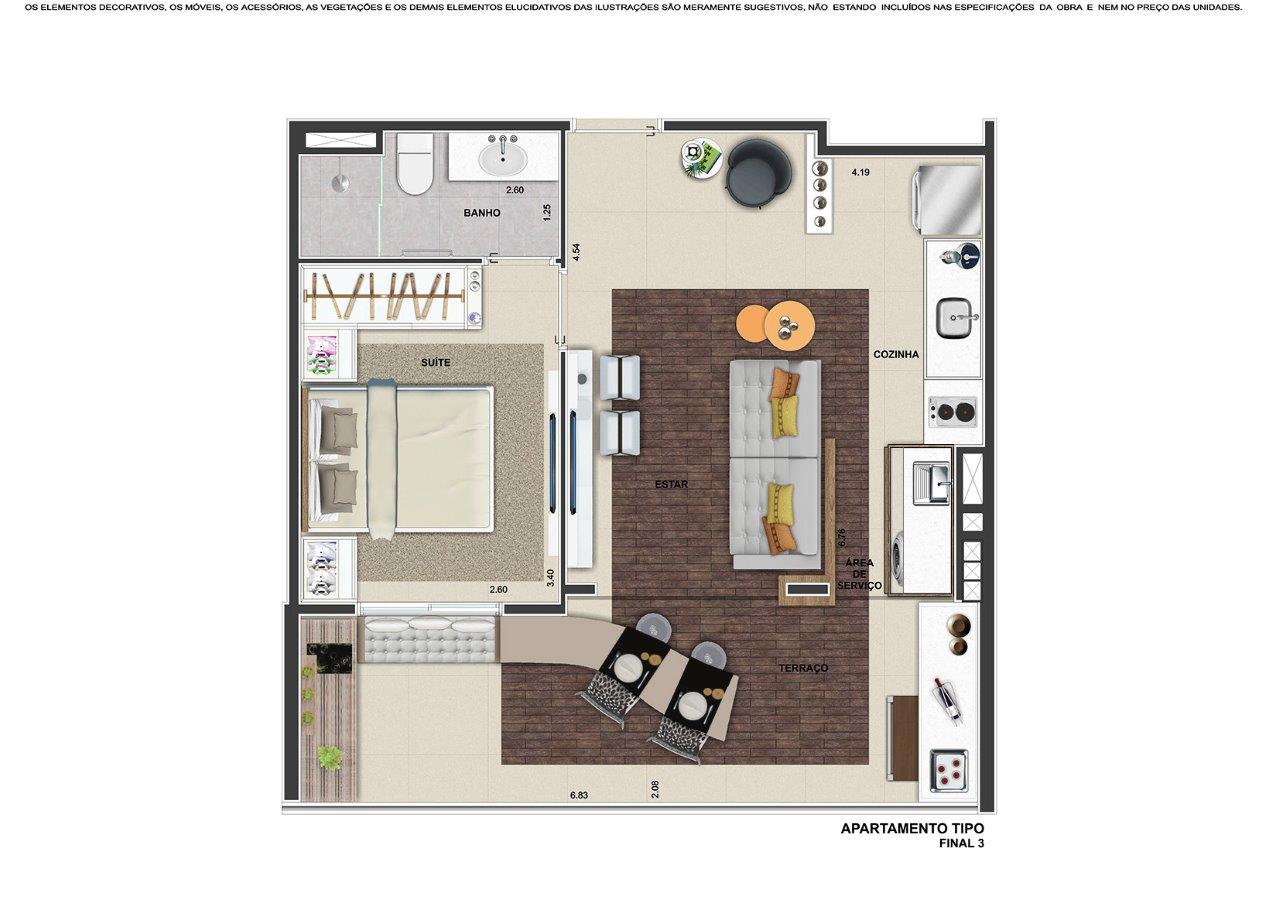 OS ELEMENTOS DECORATIVOS, OS MÓVEIS, OS ACESSÓRIOS, AS VEGETAÇÕES E OS DEMAIS ELEMENTOS ELUCIDATIVOS DAS ILUSTRAÇÕES SÃO MERAMENTE SUGESTIVOS, NÃO ESTANDO INCLUÍDOS NAS ESPECIFICAÇÕES DA OBRA E NEM NO PREÇO DAS UNIDADES.
4.19
2.60
BANHO
1.25
4.54
COZINHA
SUÍTE
ESTAR
6.76
ÁREA
DE
SERVIÇO
3.40
2.60
TERRAÇO
6.83
2.08
APARTAMENTO TIPO
FINAL 3